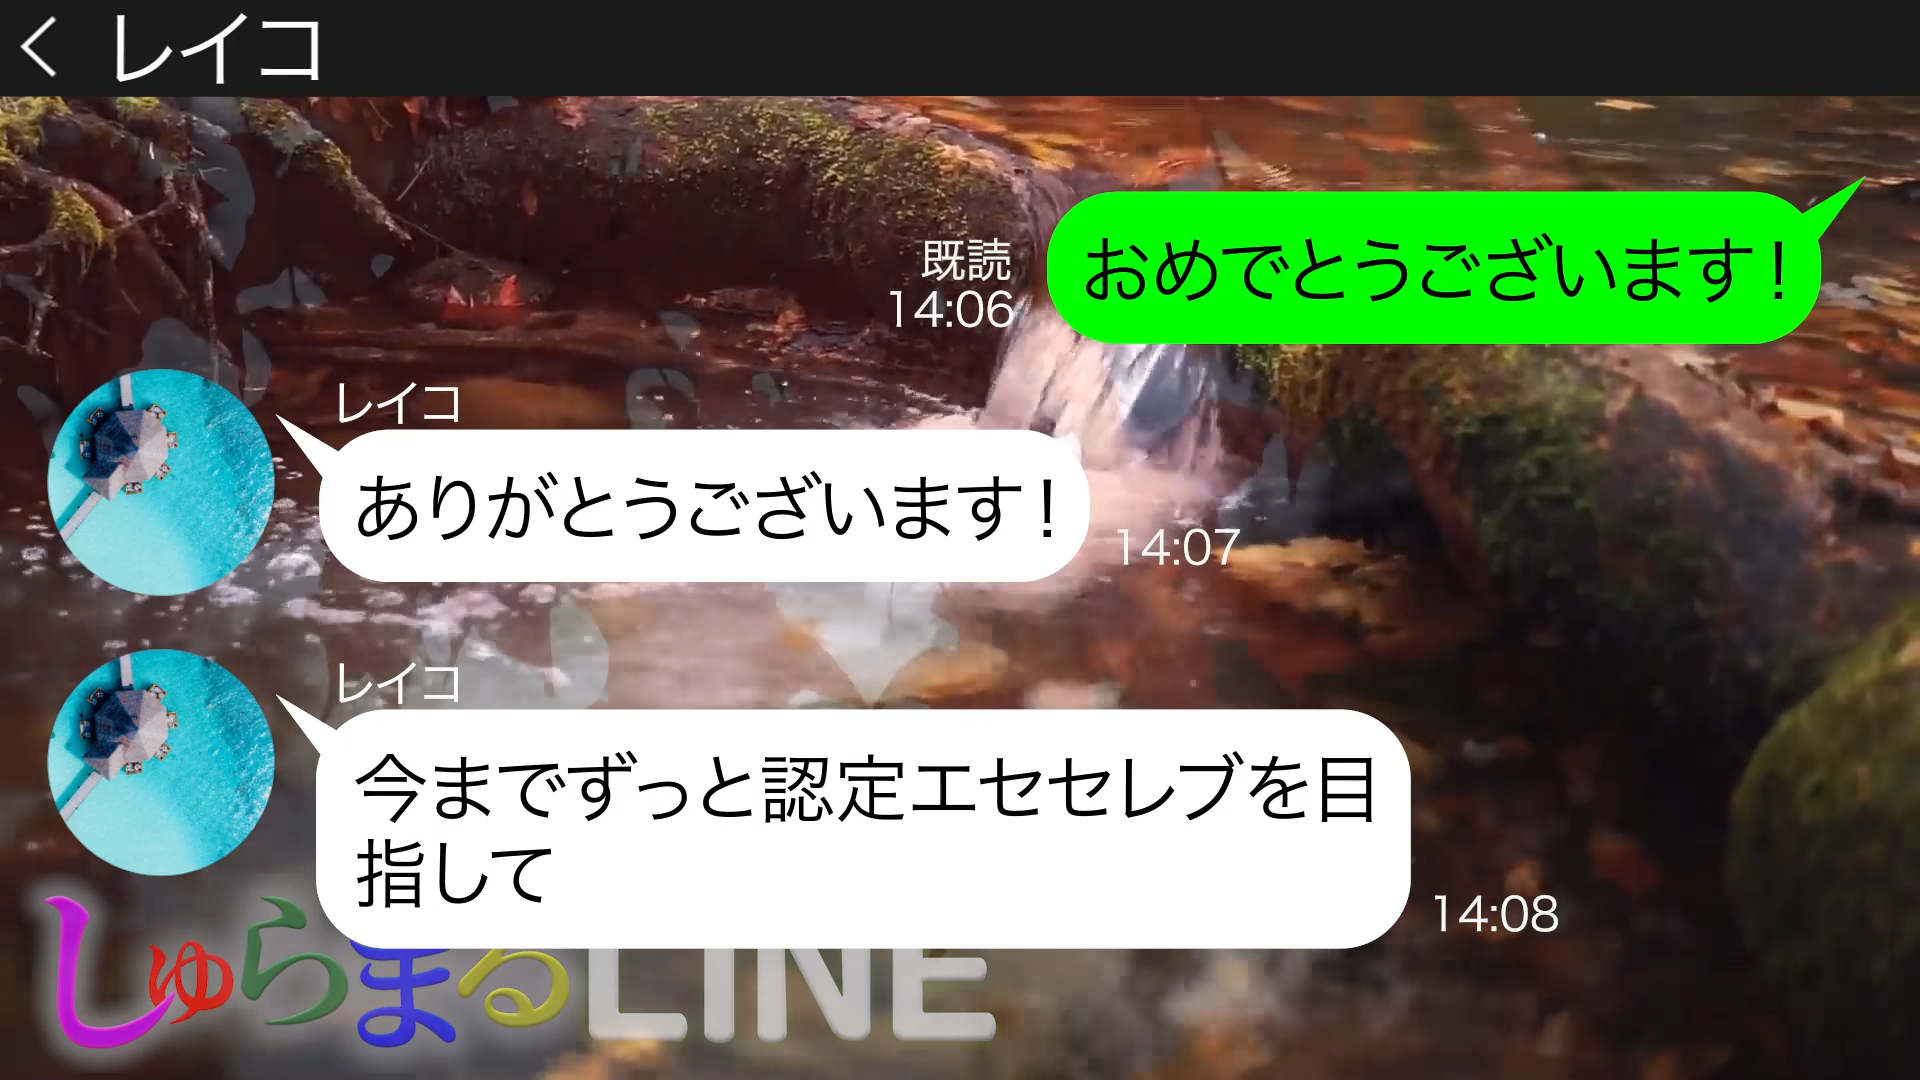 レイコ
おめでとうございます！
既読
14:06
レイコ
ありがとうございます！
14:07
レイコ
今までずっと認定エセセレブを目
指して
14:08
しゅらまるLINE